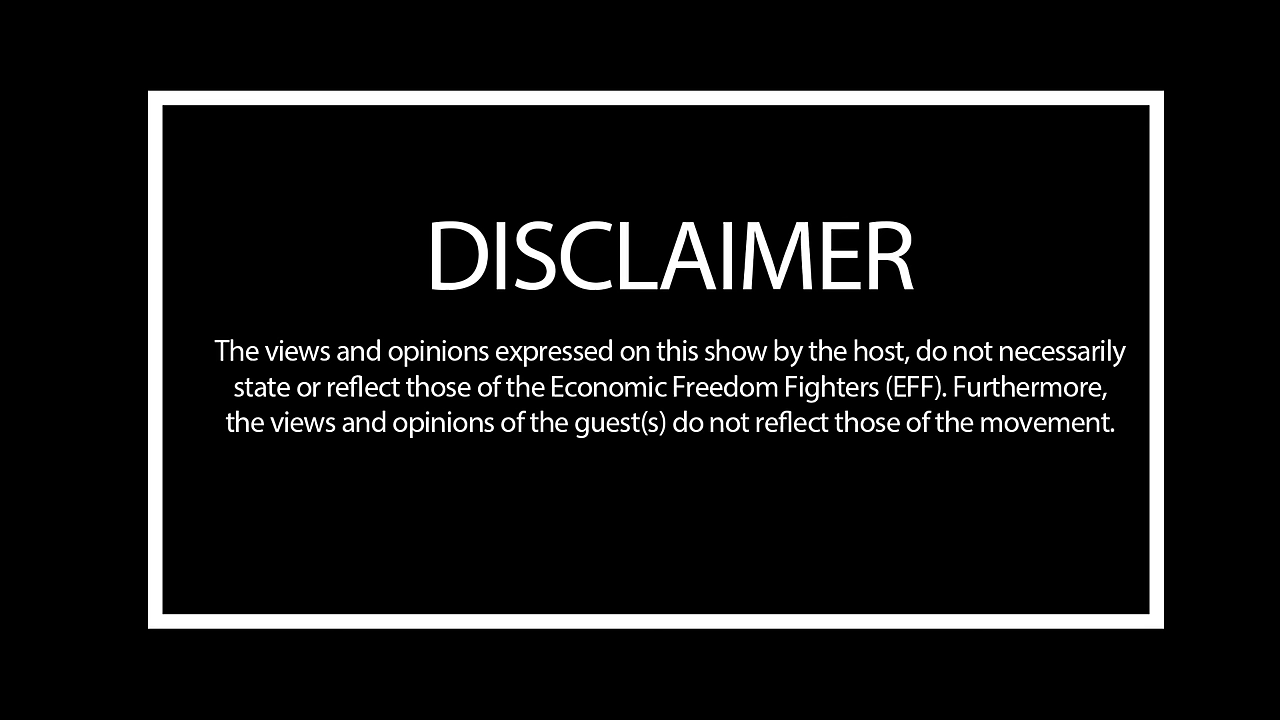 DISCLAIMER
The views and opinions expressed on this show by the host, do not necessarily
state or reflect those of the Economic Freedom Fighters (EFF). Furthermore,
the views and opinions of the guest(s) do not reflect those of the movement.